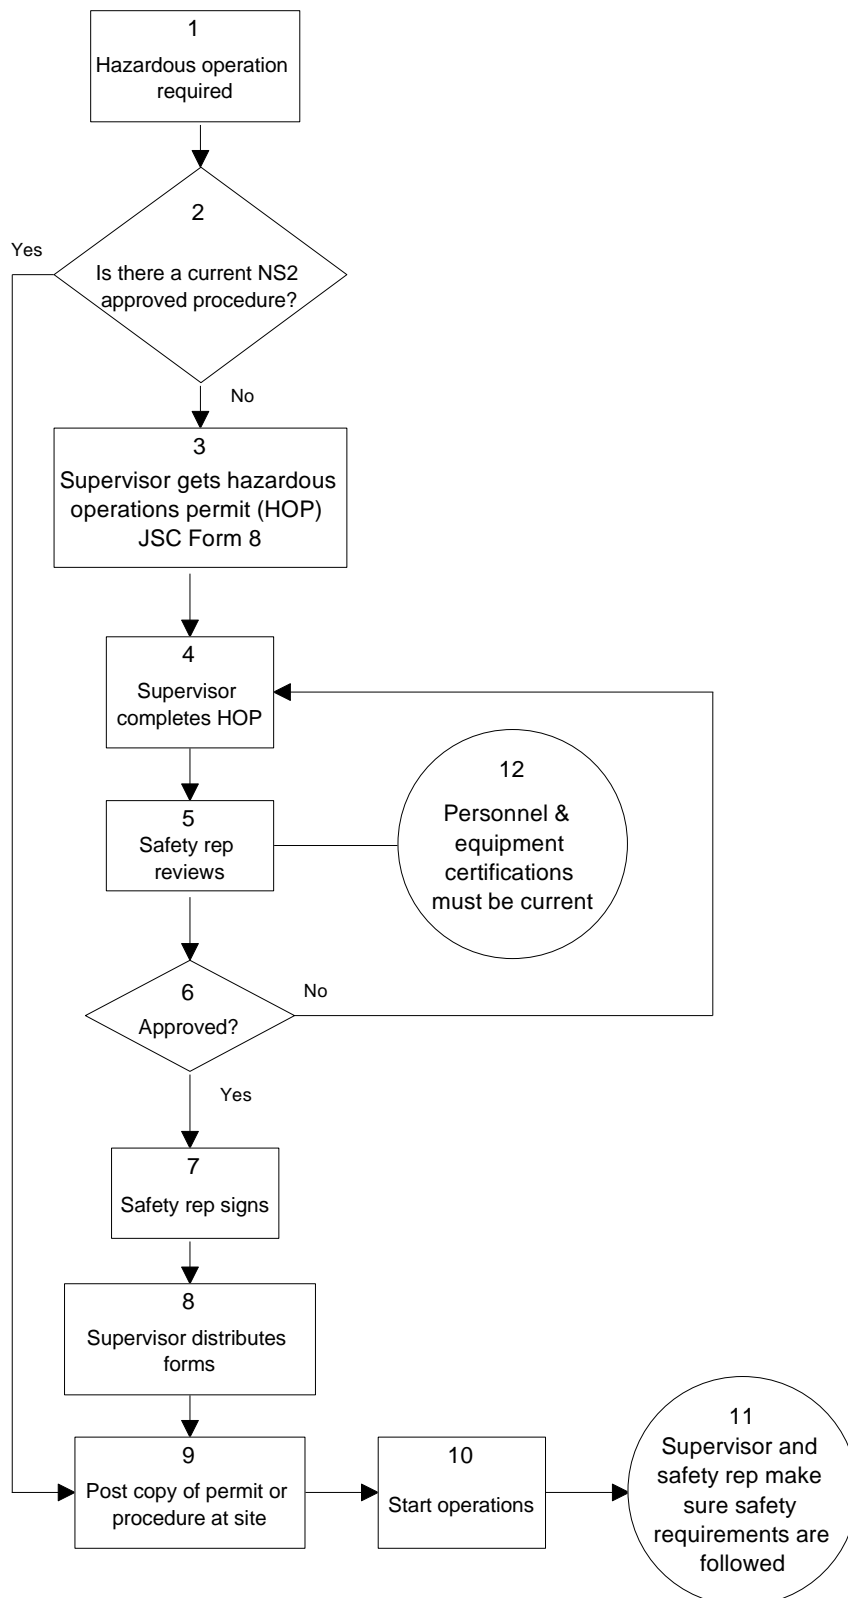 1
Hazardous operation
required
2
Yes
Is there a current NS2
approved procedure?
No
3
Supervisor gets hazardous
operations permit (HOP)
JSC Form 8
4
Supervisor
completes HOP
5
Safety rep
reviews
12
Personnel &
equipment
certifications
must be current
6
No
Approved?
Yes
7
Safety rep signs
8
Supervisor distributes
forms
9
Post copy of permit or
procedure at site
10
Start operations
11
Supervisor and
safety rep make
sure safety
requirements are
followed